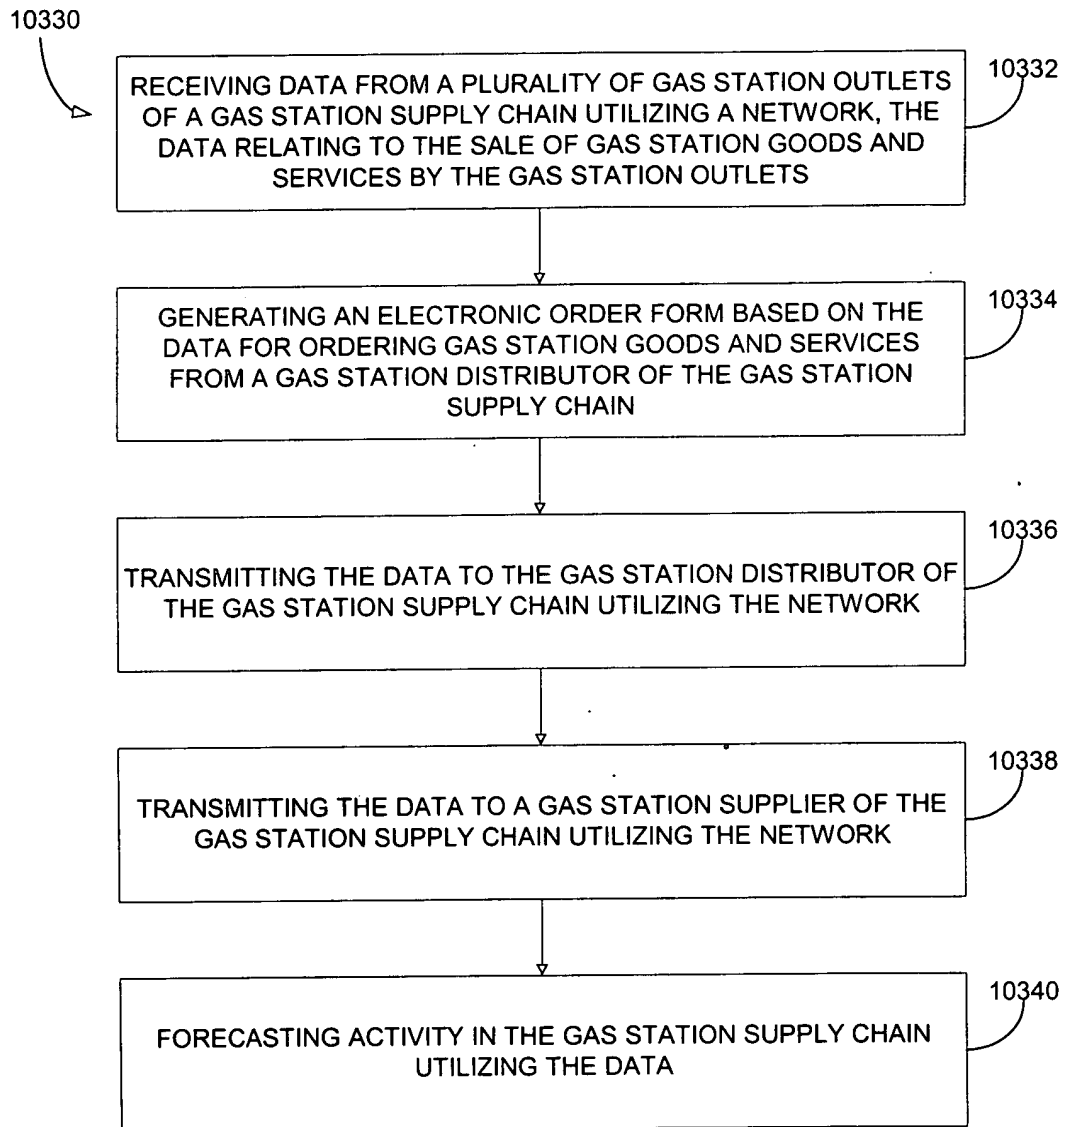 10330
10332
RECEIVING DATA FROM A PLURALITY OF GAS STATION OUTLETS
OF A GAS STATION SUPPLY CHAIN UTILIZING A NETWORK, THE
DATA RELATING TO THE SALE OF GAS STATION GOODS AND
SERVICES BY THE GAS STATION OUTLETS
10334
GENERATING AN ELECTRONIC ORDER FORM BASED ON THE
DATA FOR ORDERING GAS STATION GOODS AND SERVICES
FROM A GAS STATION DISTRIBUTOR OF THE GAS STATION
SUPPLY CHAIN
10336
TRANSMITTING THE DATA TO THE GAS STATION DISTRIBUTOR OF
THE GAS STATION SUPPLY CHAIN UTILIZING THE NETWORK
10338
TRANSMITTING THE DATA TO A GAS STATION SUPPLIER OF THE
GAS STATION SUPPLY CHAIN UTILIZING THE NETWORK
10340
FORECASTING ACTIVITY IN THE GAS STATION SUPPLY CHAIN
UTILIZING THE DATA